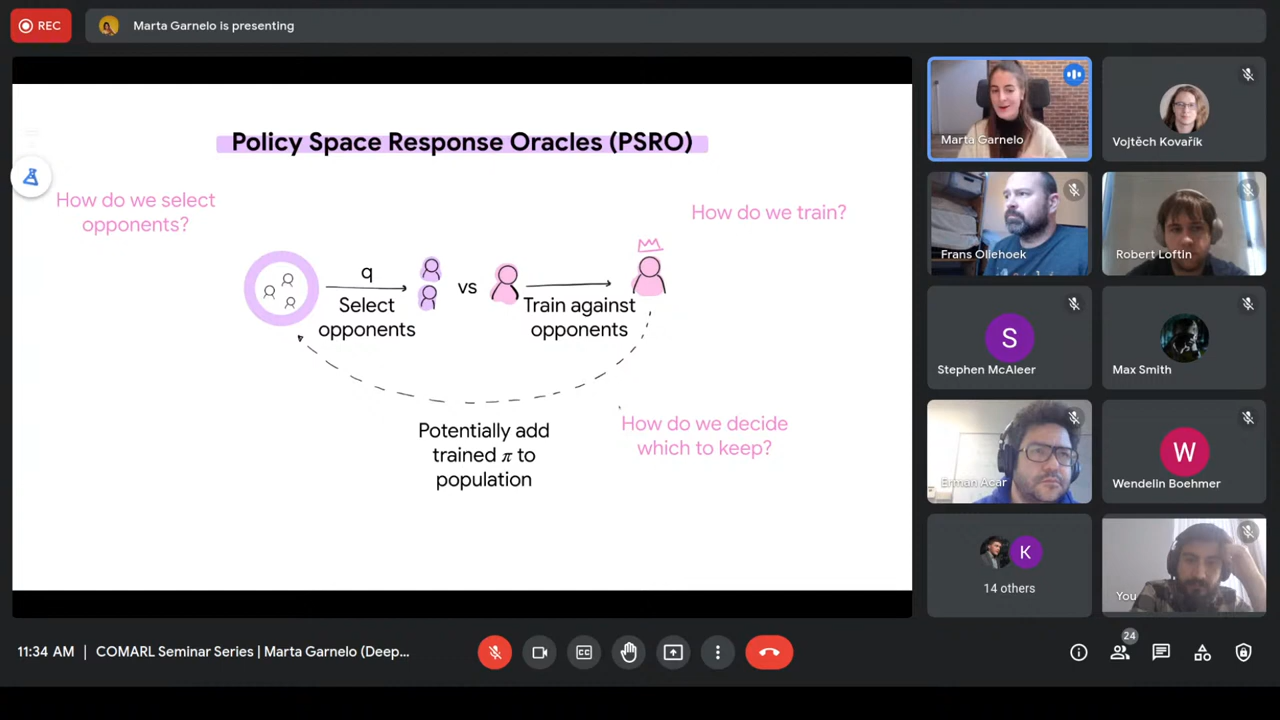 REC
Marta Garnelo is presenting
Policy Space Response Oracles (PSRO)
How do we select
opponents?
How do we train?
q
Select
opponents
vs
Train against
opponents
Potentially add
trained π to
population
How do we decide
which to keep?
Marta Garnelo
Vojtěch Kovařík
Frans Oliehoek
Robert Loftin
S
Stephen McAleer
Max Smith
Erman Acar
W
Wendelin Boehmer
K
14 others
You
11:34 AM | COMARL Seminar Series | Marta Garnelo (Deep...
24